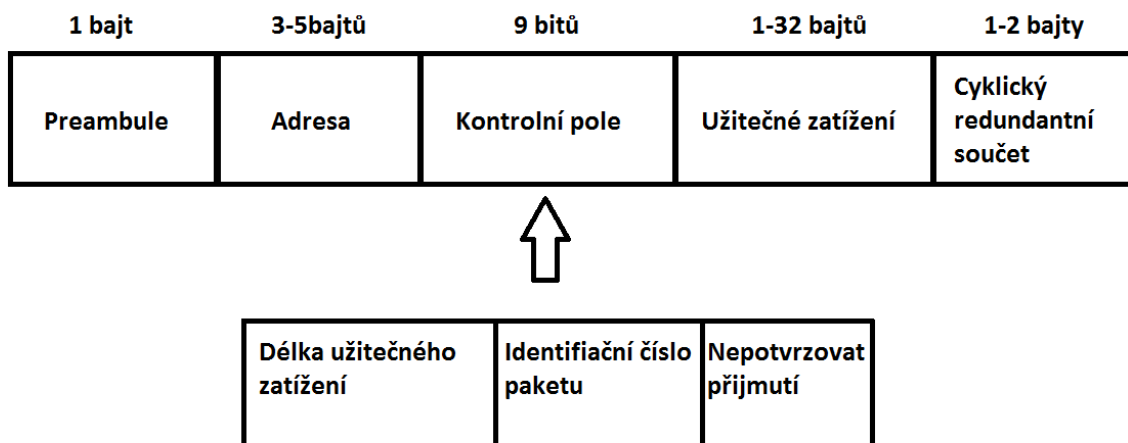 1 bajt 3-5bajtů 9 bitů 1-32 bajtů 1-2 bajty
Preambule
Adresa
Kontrolní pole
Užitečné zatížení
Cyklický
redundantní
součet
Délka užitečného
zatížení
Identifiační číslo
paketu
Nepotvrzovat
přijmutí